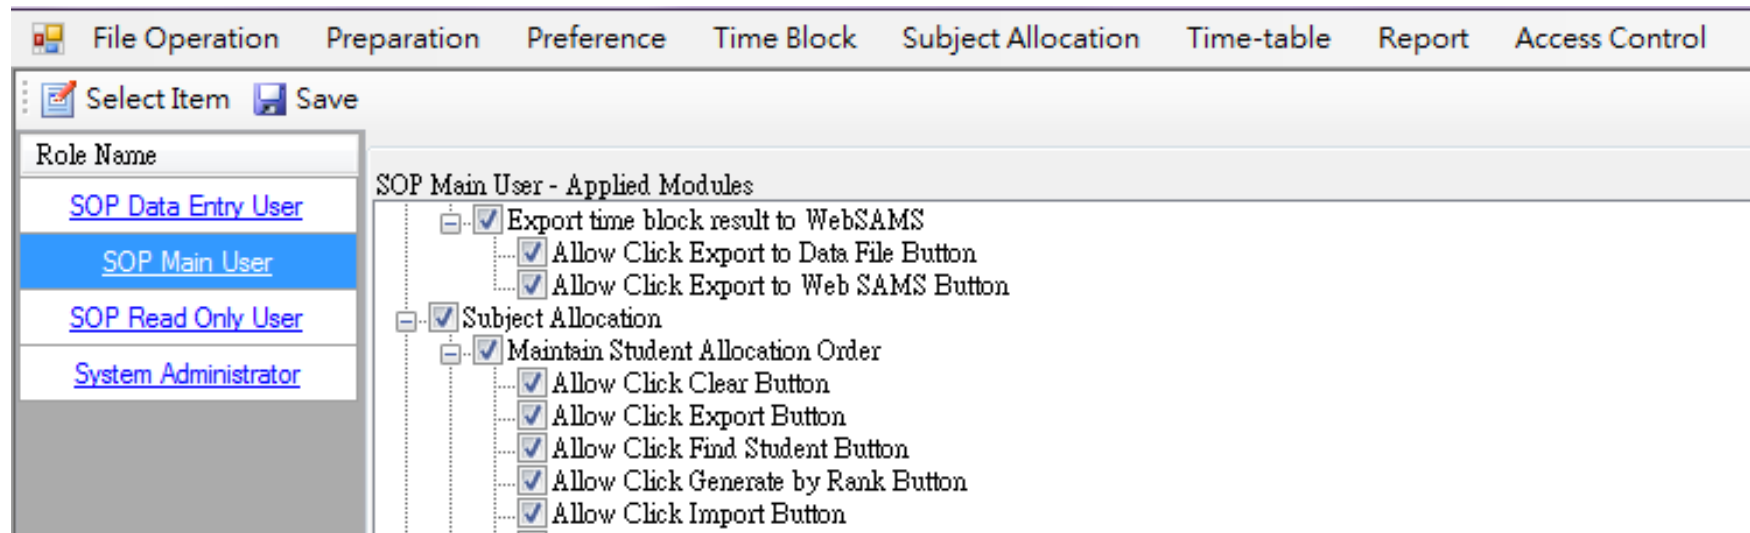 File Operation Preparation Preference Time Block Subject Allocation Time-table Report Access Control
Select Item Save
Role Name
SOP Data Entry User
SOP Main User
SOP Read Only User
System Administrator
SOP Main User - Applied Modules
Export time block result to WebSAMS
Allow Click Export to Data File Button
Allow Click Export to Web SAMS Button
Subject Allocation
Maintain Student Allocation Order
Allow Click Clear Button
Allow Click Export Button
Allow Click Find Student Button
Allow Click Generate by Rank Button
Allow Click Import Button